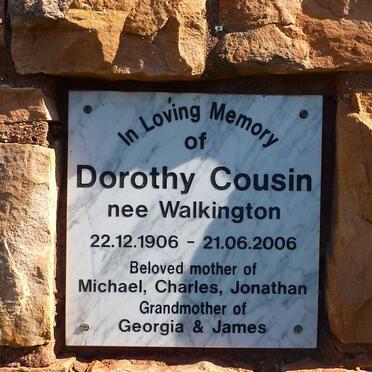 In Loving Memory
of
Dorothy Cousin
nee Walkington
22.12.1906 - 21.06.2006
Beloved mother of
Michael, Charles, Jonathan
Grandmother of
Georgia & James